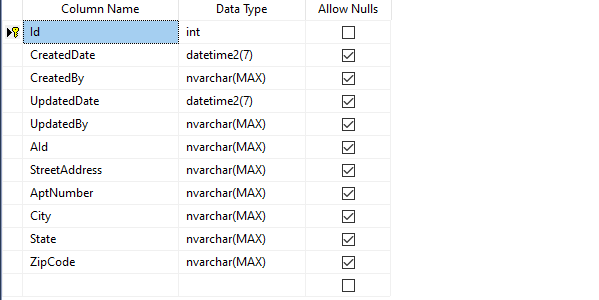 Column Name Data Type Allow Nulls
Id int
CreatedDate datetime2(7)
CreatedBy nvarchar(MAX)
UpdatedDate datetime2(7)
UpdatedBy nvarchar(MAX)
AId nvarchar(MAX)
StreetAddress nvarchar(MAX)
AptNumber nvarchar(MAX)
City nvarchar(MAX)
State nvarchar(MAX)
ZipCode nvarchar(MAX)